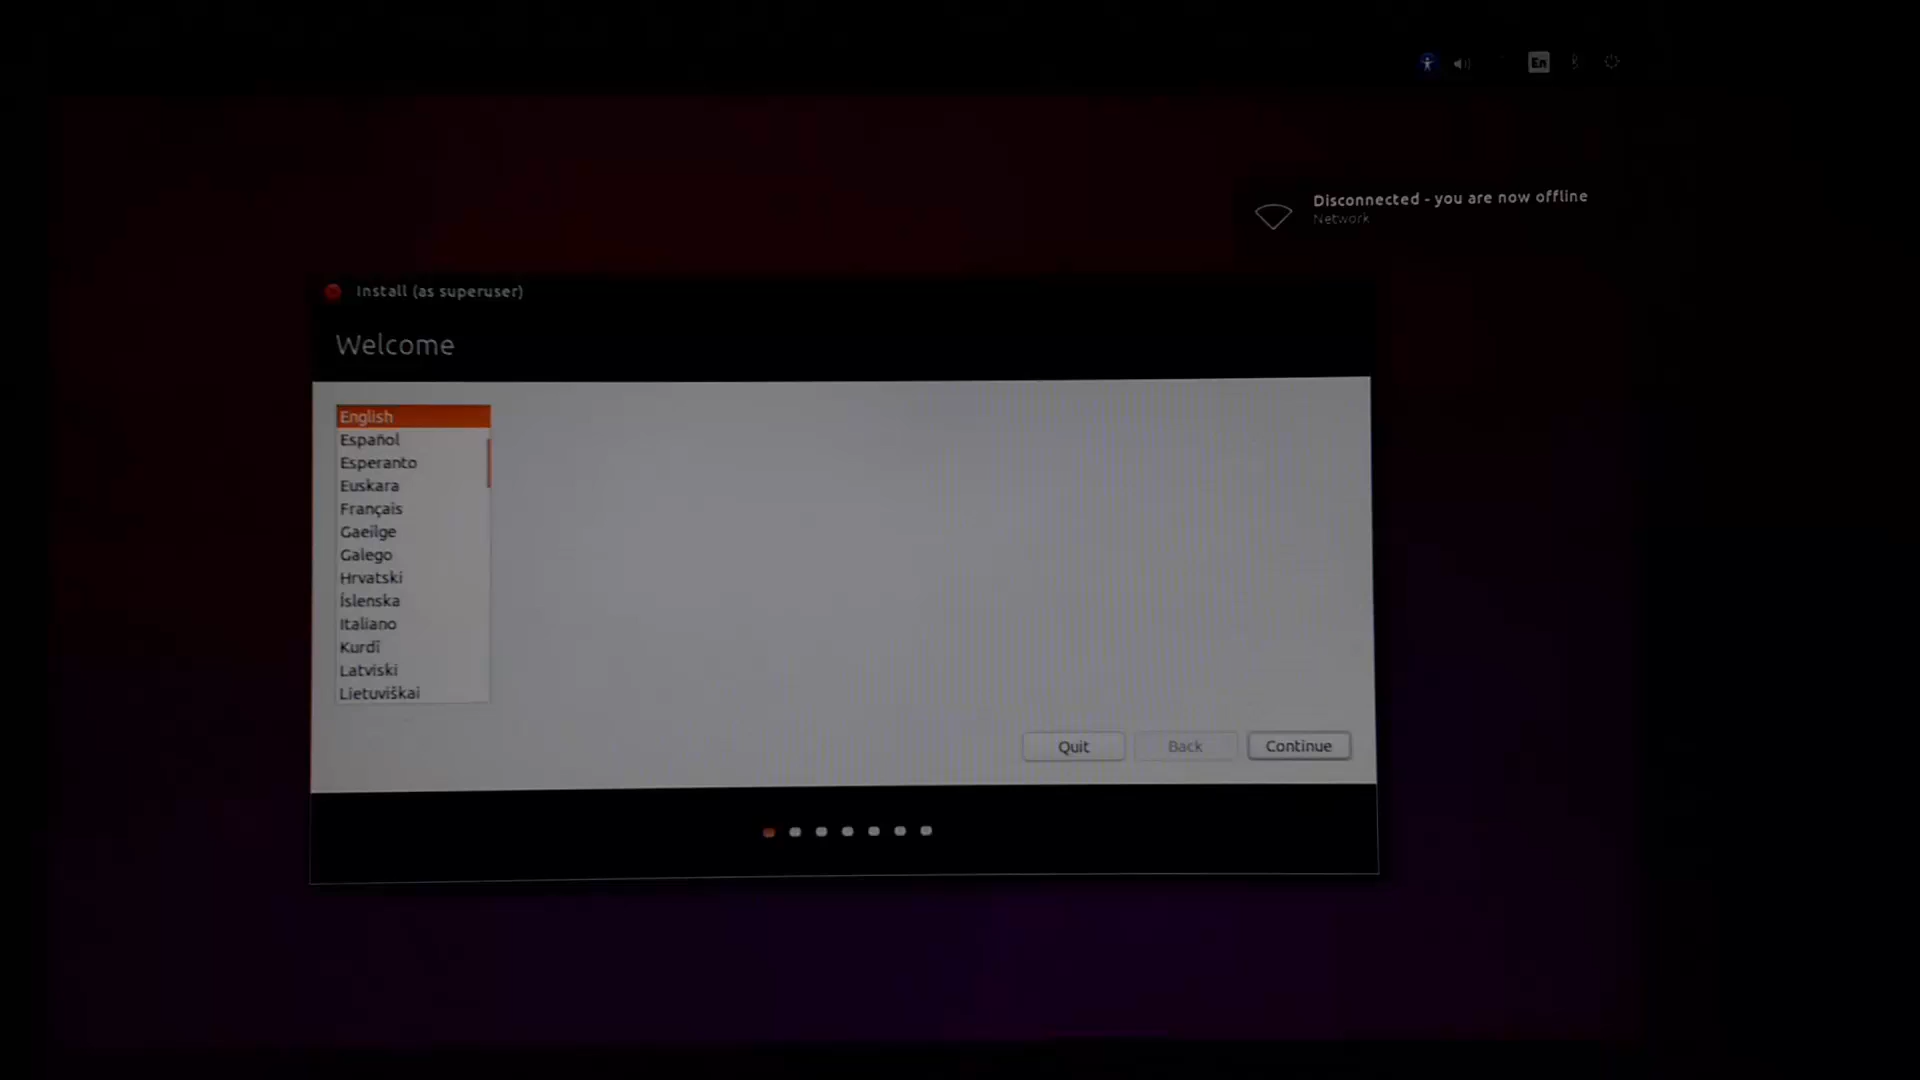 En
Disconnected - you are now offline
Network
Install (as superuser)
Welcome
English
Español
Esperanto
Euskara
Français
Gaeilge
Galego
Hrvatski
Íslenska
Italiano
Kurdî
Latviski
Lietuviškai
Quit
Back
Continue